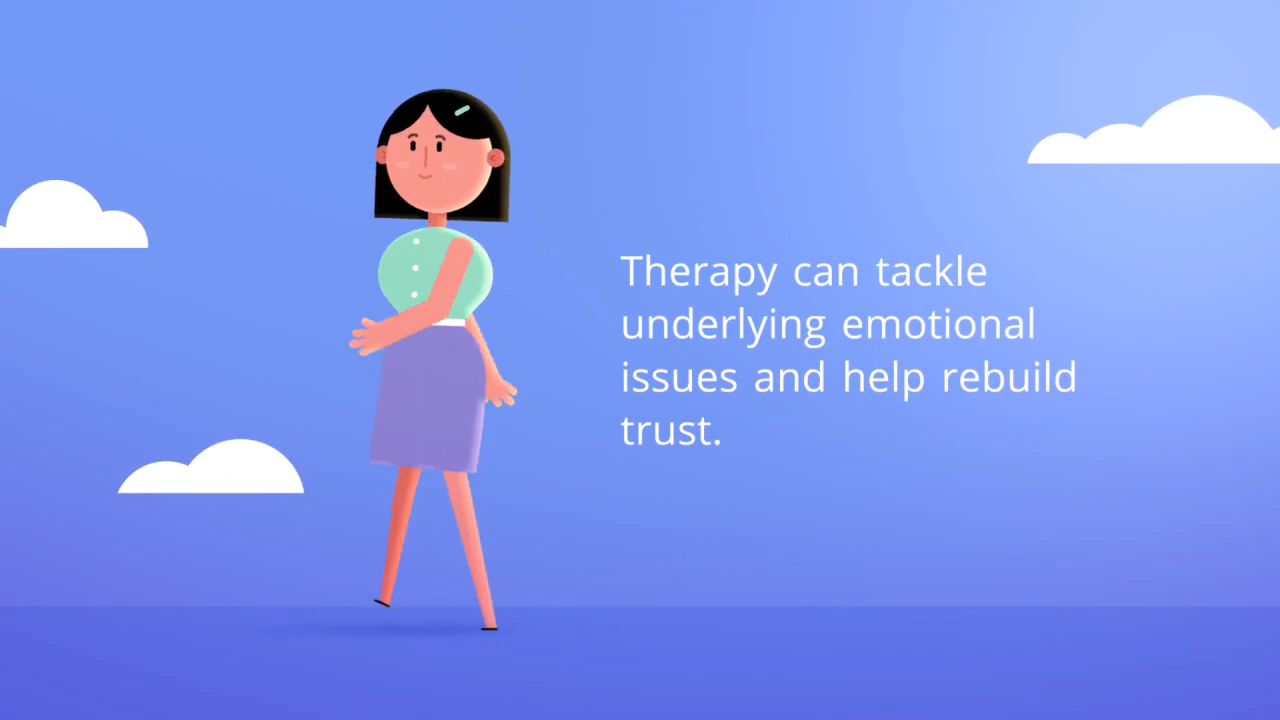 Therapy can tackle
underlying emotional
issues and help rebuild
trust.